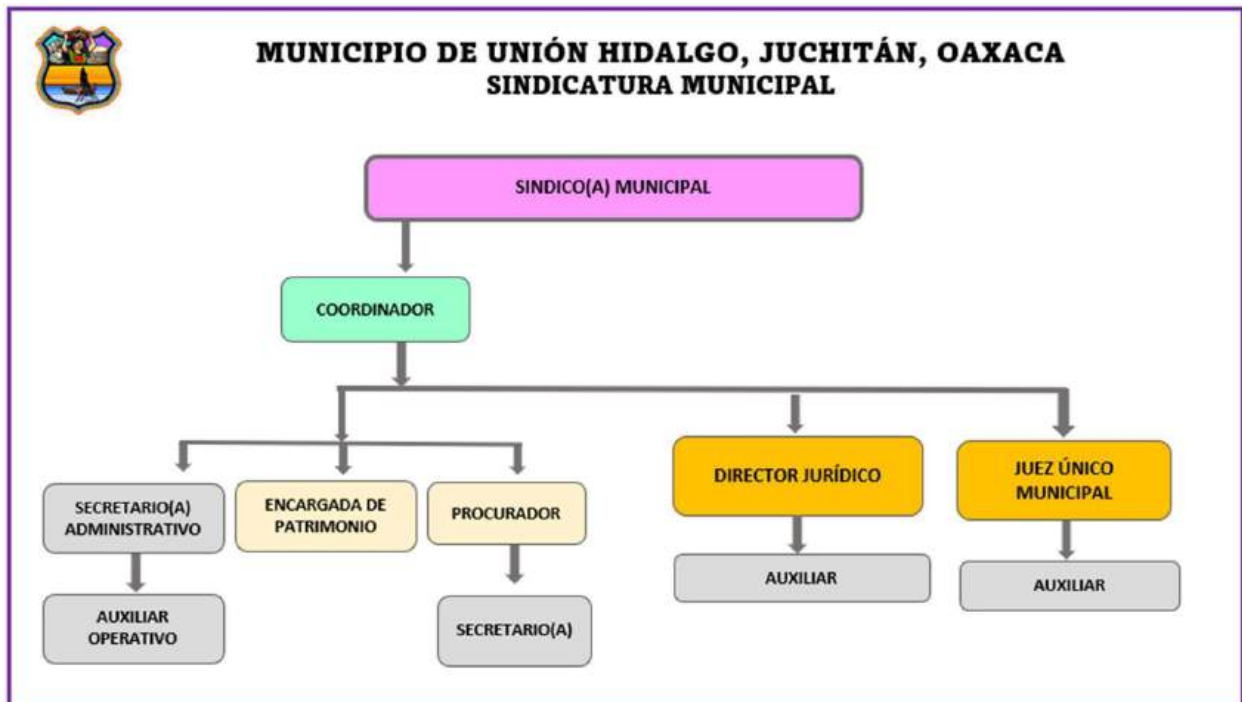 MUNICIPIO DE UNIÓN HIDALGO, JUCHITÁN, OAXACA
SINDICATURA MUNICIPAL
SINDICO(A) MUNICIPAL
COORDINADOR
SECRETARIO(A)
ADMINISTRATIVO
ENCARGADA DE
PATRIMONIO
PROCURADOR
DIRECTOR JURÍDICO
JUEZ ÚNICO
MUNICIPAL
AUXILIAR
OPERATIVO
SECRETARIO(A)
AUXILIAR
AUXILIAR